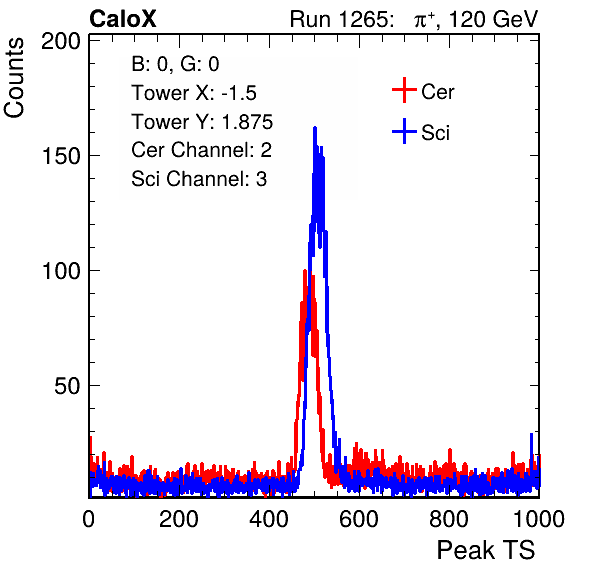 CaloX Run 1265: π⁺, 120 GeV
Counts
200
150
100
50
B: 0, G: 0
Tower X: -1.5
Tower Y: 1.875
Cer Channel: 2
Sci Channel: 3
Cer
Sci
0 200 400 600 800 1000
Peak TS